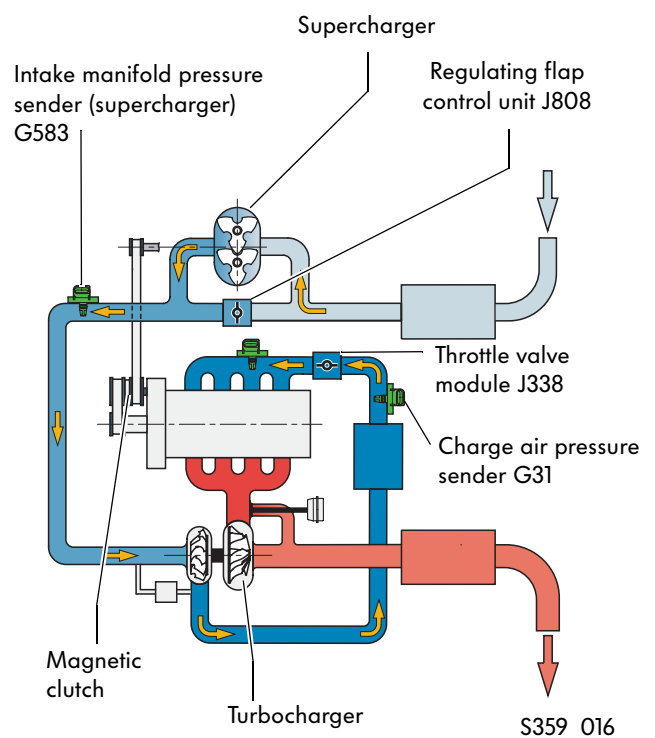 Supercharger
Intake manifold pressure
sender (supercharger)
G583
Regulating flap
control unit J808
Throttle valve
module J338
Charge air pressure
sender G31
Magnetic
clutch
Turbocharger
S359_016